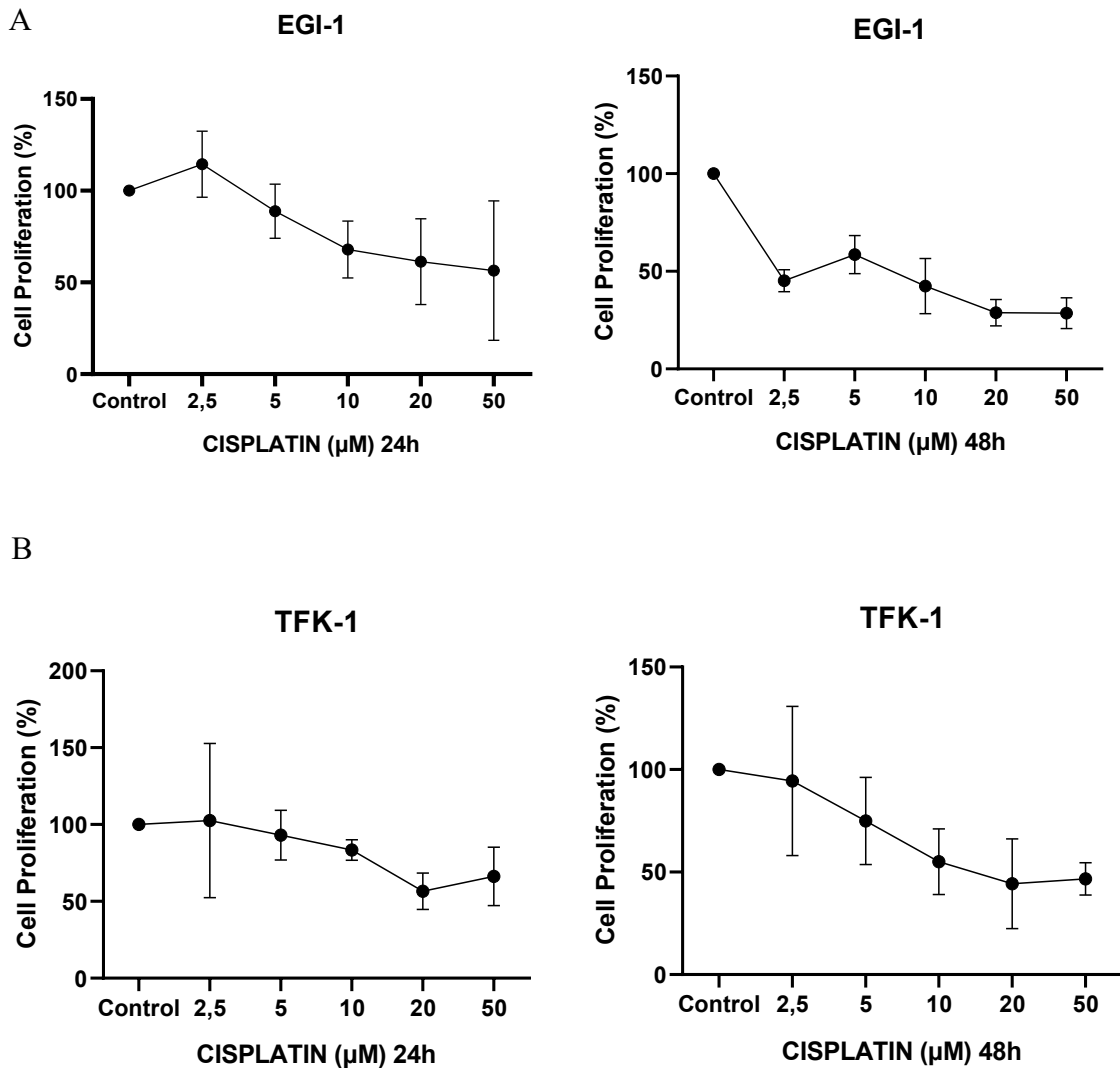 A
EGI-1
Cell Proliferation (%)
150
100
50
0
Control 2,5 5 10 20 50
CISPLATIN (µM) 24h
EGI-1
Cell Proliferation (%)
150
100
50
0
Control 2,5 5 10 20 50
CISPLATIN (µM) 48h
B
TFK-1
Cell Proliferation (%)
200
150
100
50
0
Control 2,5 5 10 20 50
CISPLATIN (µM) 24h
TFK-1
Cell Proliferation (%)
150
100
50
0
Control 2,5 5 10 20 50
CISPLATIN (µM) 48h